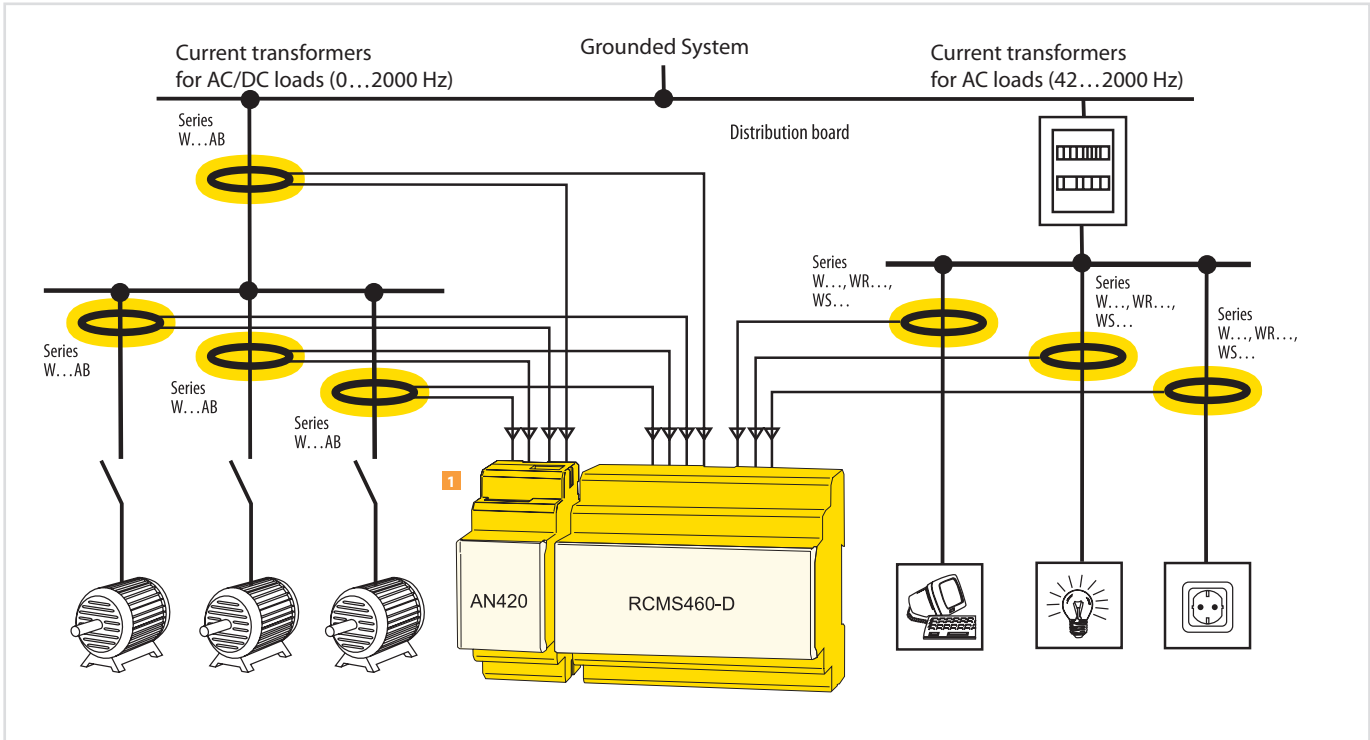 Current transformers
for AC/DC loads (0…2000 Hz)
Grounded System
Current transformers
for AC loads (42…2000 Hz)
Series
W…AB
Distribution board
Series
W…, WR…,
WS…
Series
W…, WR…,
WS…
Series
W…, WR…,
WS…
Series
W…AB
Series
W…AB
Series
W…AB
1
AN420
RCMS460-D